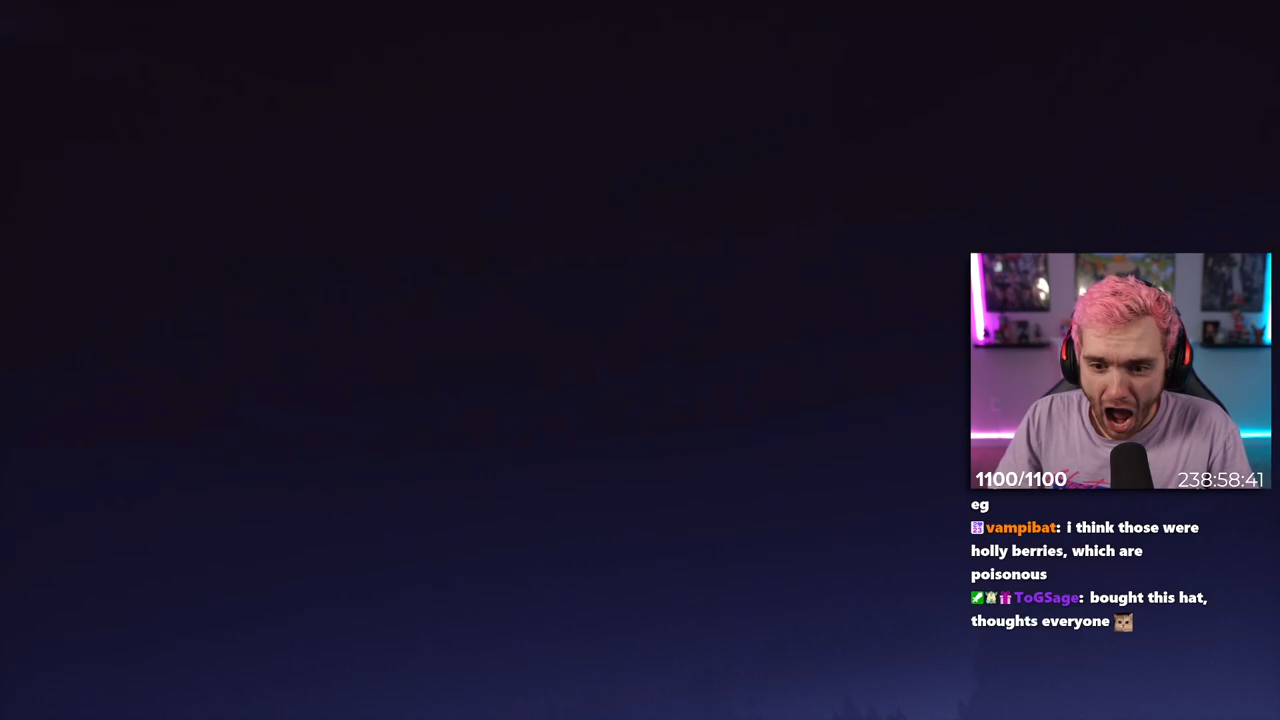 1100/1100 238:58:41
eg
vampibat: i think those were
holly berries, which are
poisonous
ToGSage: bought this hat,
thoughts everyone